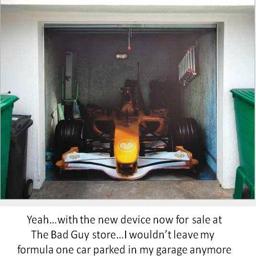 Yeah...with the new device now for sale at
The Bad Guy store...I wouldn't leave my
formula one car parked in my garage anymore